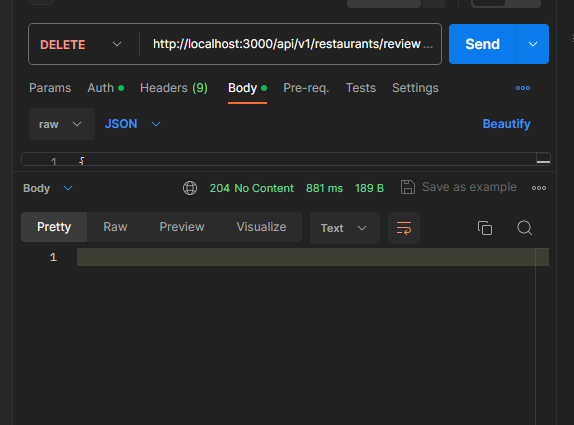 DELETE http://localhost:3000/api/v1/restaurants/review ... Send
Params Auth Headers (9) Body Pre-req. Tests Settings
raw JSON Beautify
1 {
Body 204 No Content 881 ms 189 B Save as example
Pretty Raw Preview Visualize Text
1